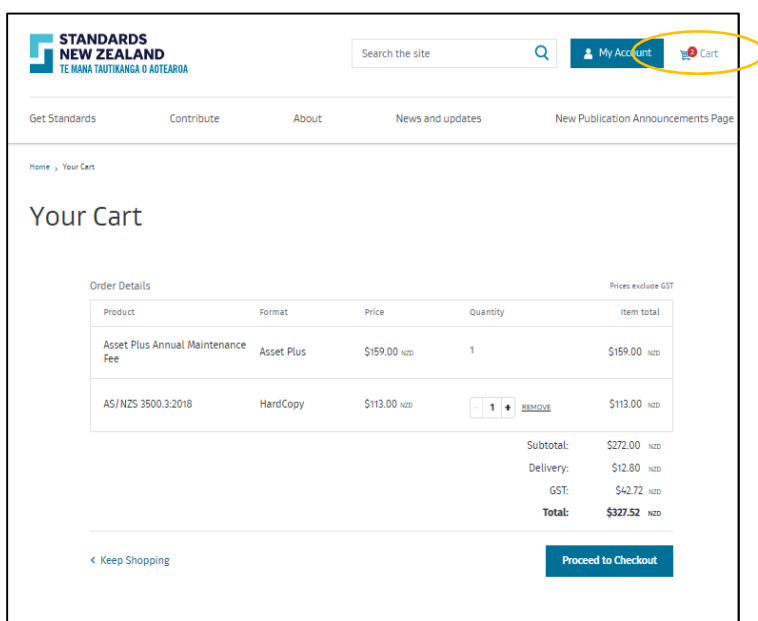 STANDARDS
NEW ZEALAND
TE MANA TAUTIKANGA O AOTEAROA
Search the site
My Account
2 Cart
Get Standards Contribute About News and updates New Publication Announcements Page
Home > Your Cart
Your Cart
Order Details Prices exclude GST
Product Format Price Quantity Item total
Asset Plus Annual Maintenance
Fee Asset Plus $159.00 NZD 1 $159.00 NZD
AS/NZS 3500.3:2018 HardCopy $113.00 NZD - 1 + REMOVE $113.00 NZD
Subtotal: $272.00 NZD
Delivery: $12.80 NZD
GST: $42.72 NZD
Total: $327.52 NZD
< Keep Shopping Proceed to Checkout